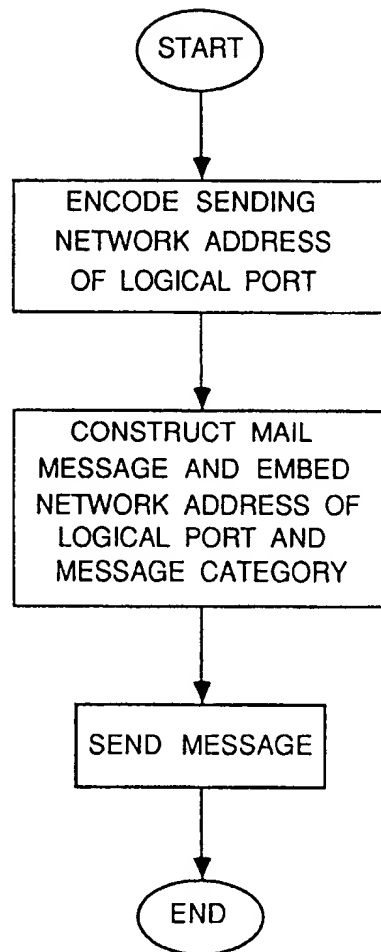 START
ENCODE SENDING
NETWORK ADDRESS
OF LOGICAL PORT
CONSTRUCT MAIL
MESSAGE AND EMBED
NETWORK ADDRESS OF
LOGICAL PORT AND
MESSAGE CATEGORY
SEND MESSAGE
END